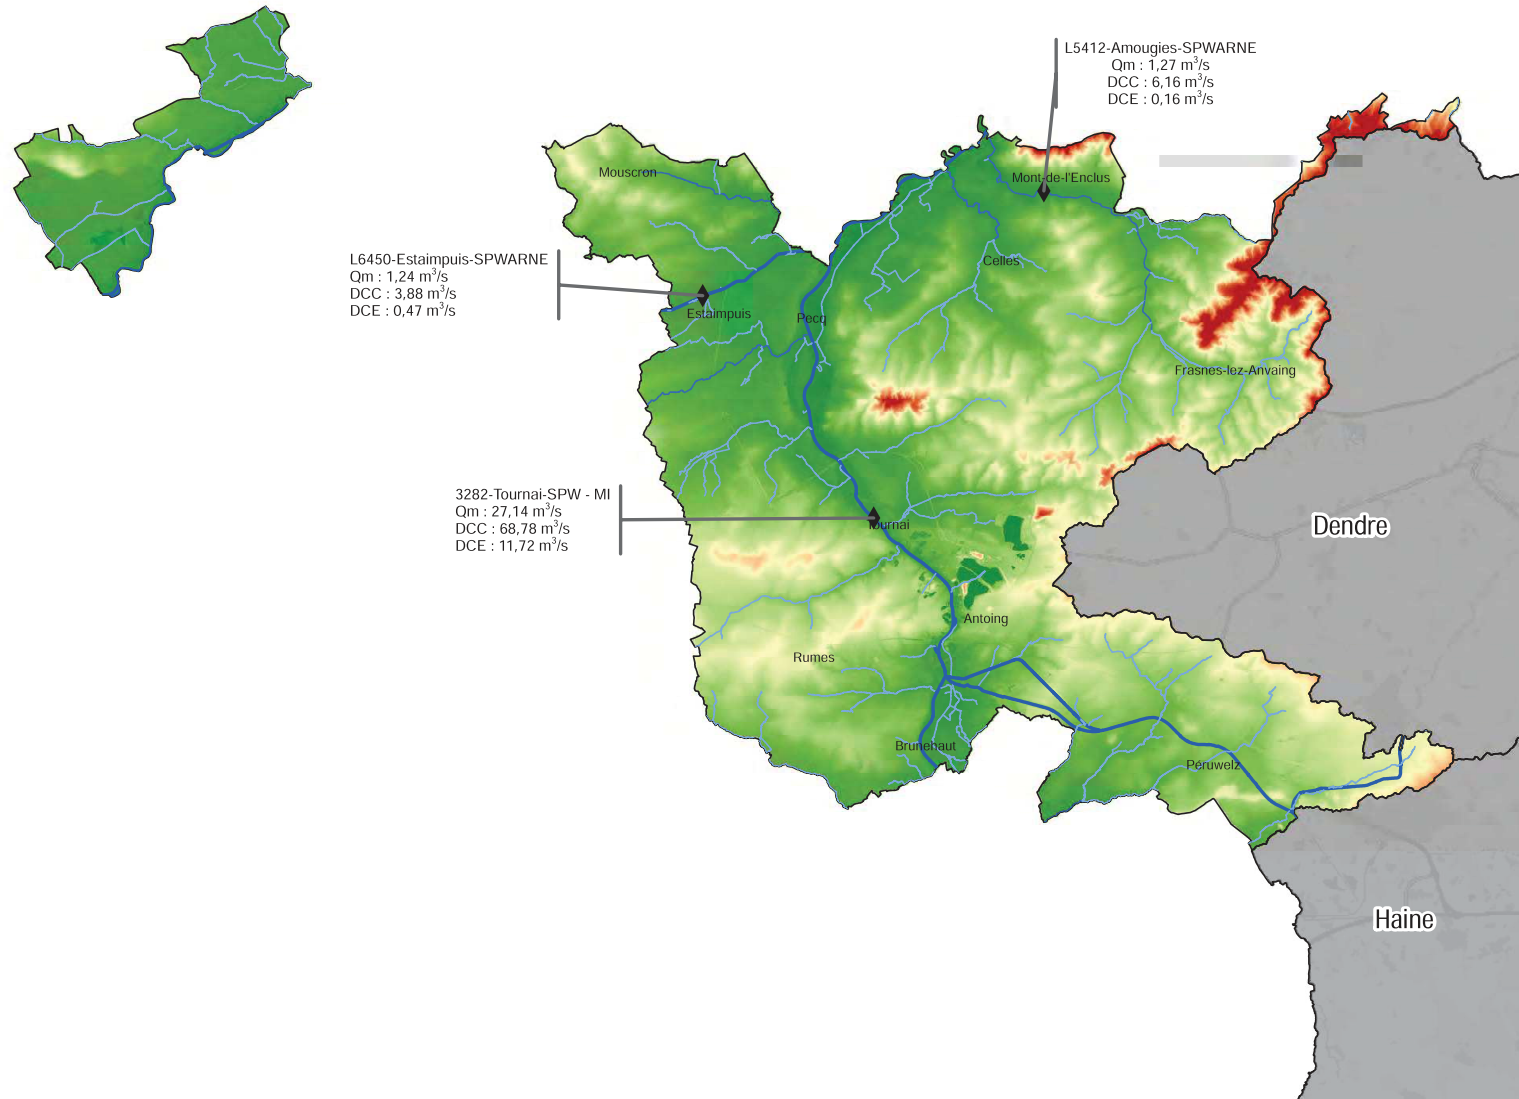 L5412-Amougies-SPWARNE
Qm : 1,27 m³/s
DCC : 6,16 m³/s
DCE : 0,16 m³/s
Mouscron
Mont-de-l'Enclus
L6450-Estaimpuis-SPWARNE
Qm : 1,24 m³/s
DCC : 3,88 m³/s
DCE : 0,47 m³/s
Celles
Estaimpuis
Pecq
Frasnes-lez-Anvaing
3282-Tournai-SPW - MI
Qm : 27,14 m³/s
DCC : 68,78 m³/s
DCE : 11,72 m³/s
Tournai
Dendre
Antoing
Rumes
Brunehaut
Péruwelz
Haine